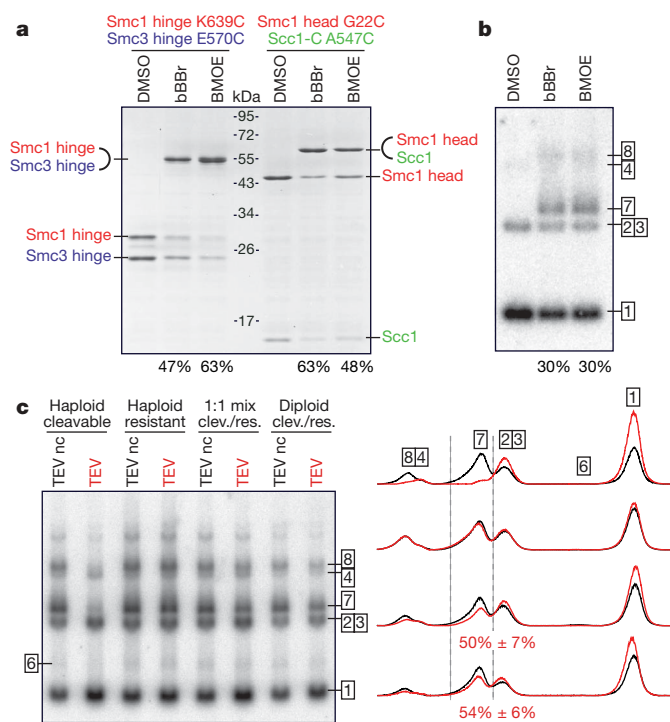 a
Smc1 hinge K639C Smc1 head G22C
Smc3 hinge E570C Scc1-C A547C
DMSO bBBr BMOE kDa DMSO bBBr BMOE
-95-
-72-
-55-
-43-
-34-
-26-
-17-
Smc1 hinge
Smc3 hinge
Smc1 hinge
Smc3 hinge
Smc1 head
Scc1
Smc1 head
Scc1
47% 63% 63% 48%
b
DMSO bBBr BMOE
8
4
7
2 3
1
30% 30%
c
Haploid cleavable
Haploid resistant
1:1 mix clev./res.
Diploid clev./res.
TEV nc TEV TEV nc TEV TEV nc TEV TEV nc TEV
8
4
7
2 3
6
1
8 4 7 2 3 6 1
50% ± 7%
54% ± 6%